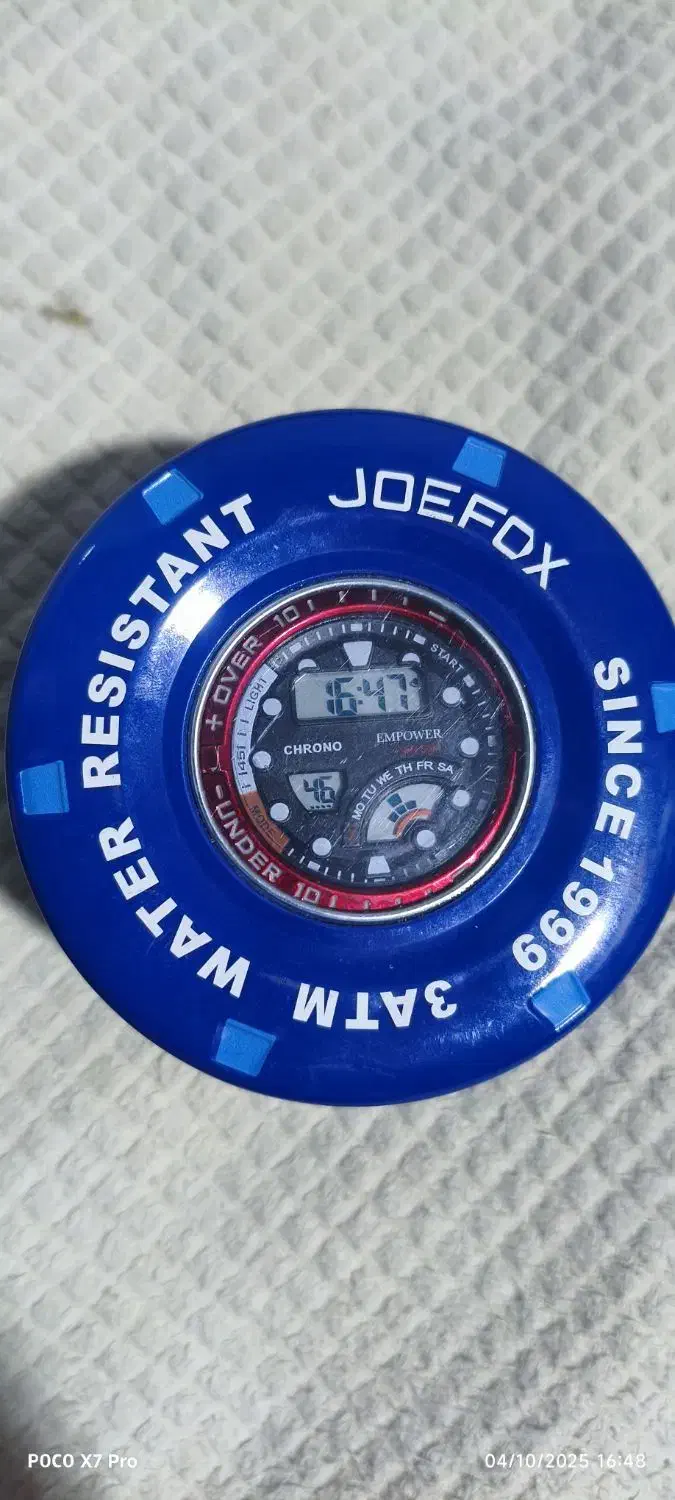 JOEFOX
SINCE 1999
3ATM WATER RESISTANT
+ OVER 10
-UNDER 10
LIGHT
START
16:47
CHRONO
EMPOWER
46
MO TU WE TH FR SA
MODE
POCO X7 Pro
04/10/2025 16:48